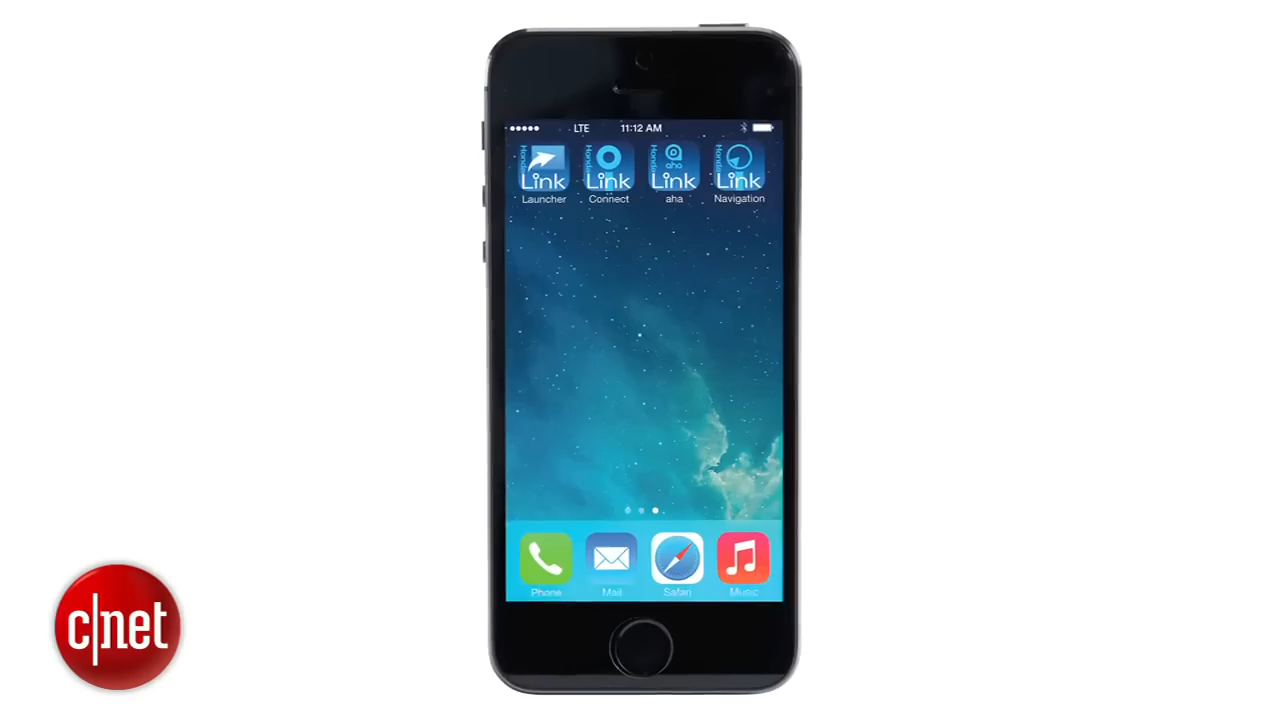 LTE 11:12 AM
Honda Link Honda Link Honda aha Link Honda Link
Launcher Connect aha Navigation
Phone Mail Safari Music
c|net